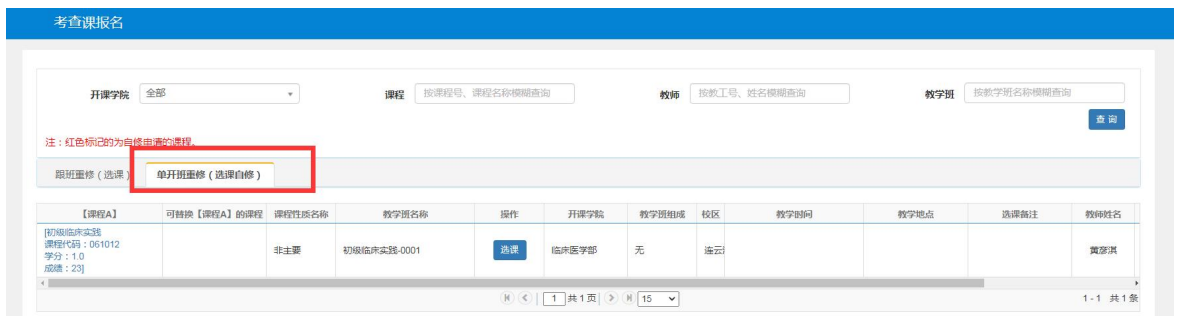 考查课报名
开课学院 全部 课程 按课程号、课程名称模糊查询 教师 按教工号、姓名模糊查询 教学班 按教学班名称模糊查询
查 询
注：红色标记的为自修申请的课程。
跟班重修（选课） 单开班重修（选课自修）
【课程A】 可替换【课程A】的课程 课程性质名称 教学班名称 操作 开课学院 教学班组成 校区 教学时间 教学地点 选课备注 教师姓名
[初级临床实践
课程代码：061012
学分：1.0
成绩：23]
非主要 初级临床实践-0001 选课 临床医学部 无 连云 黄彦淇
1 共 1 页 15 1 - 1 共 1 条